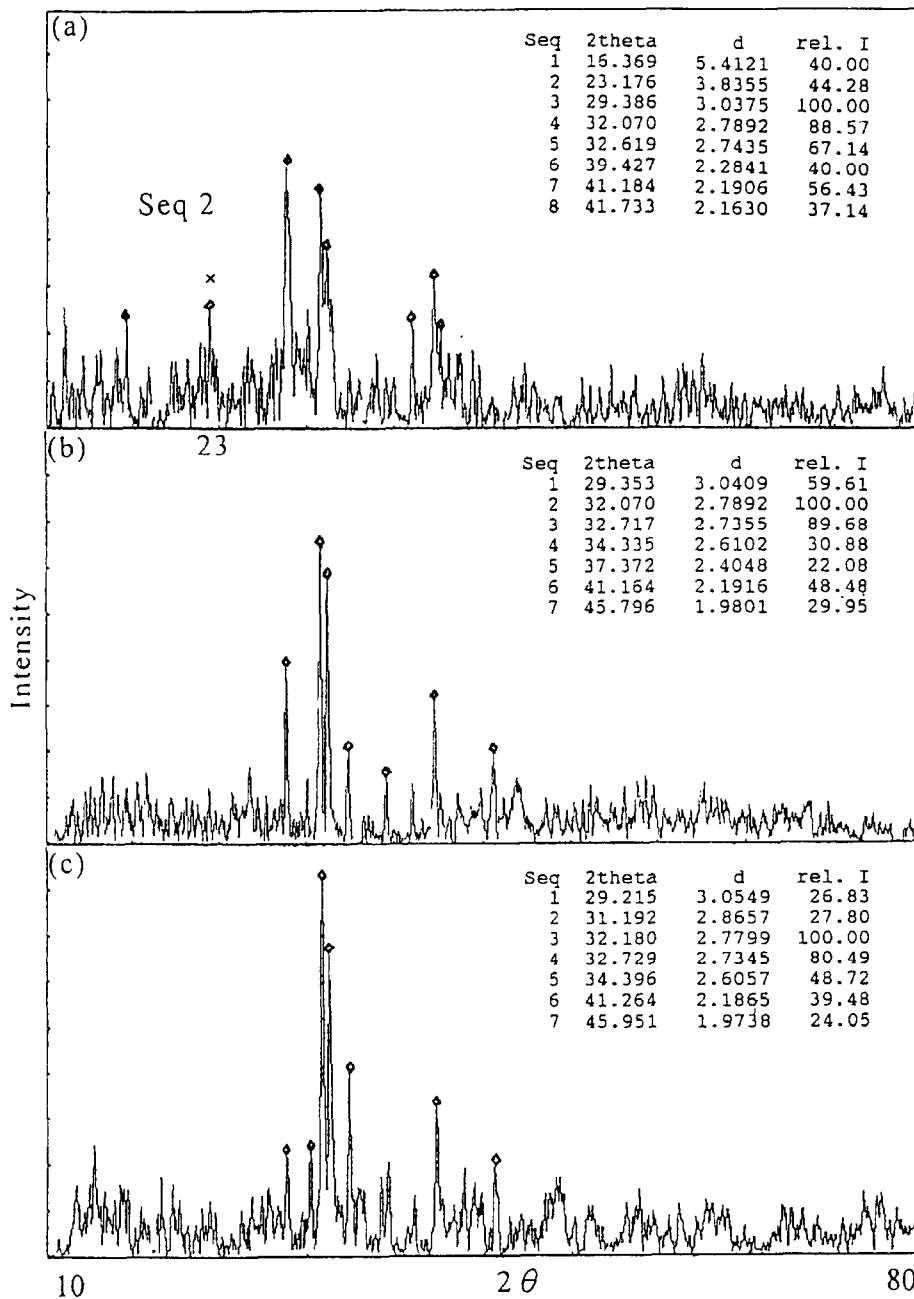 (a)
Seq 2theta d rel. I
1 16.369 5.4121 40.00
2 23.176 3.8355 44.28
3 29.386 3.0375 100.00
4 32.070 2.7892 88.57
5 32.619 2.7435 67.14
6 39.427 2.2841 40.00
7 41.184 2.1906 56.43
8 41.733 2.1630 37.14
Seq 2
×
23
(b)
Seq 2theta d rel. I
1 29.353 3.0409 59.61
2 32.070 2.7892 100.00
3 32.717 2.7355 89.68
4 34.335 2.6102 30.88
5 37.372 2.4048 22.08
6 41.164 2.1916 48.48
7 45.796 1.9801 29.95
Intensity
(c)
Seq 2theta d rel. I
1 29.215 3.0549 26.83
2 31.192 2.8657 27.80
3 32.180 2.7799 100.00
4 32.729 2.7345 80.49
5 34.396 2.6057 48.72
6 41.264 2.1865 39.48
7 45.951 1.9738 24.05
10 2θ 80